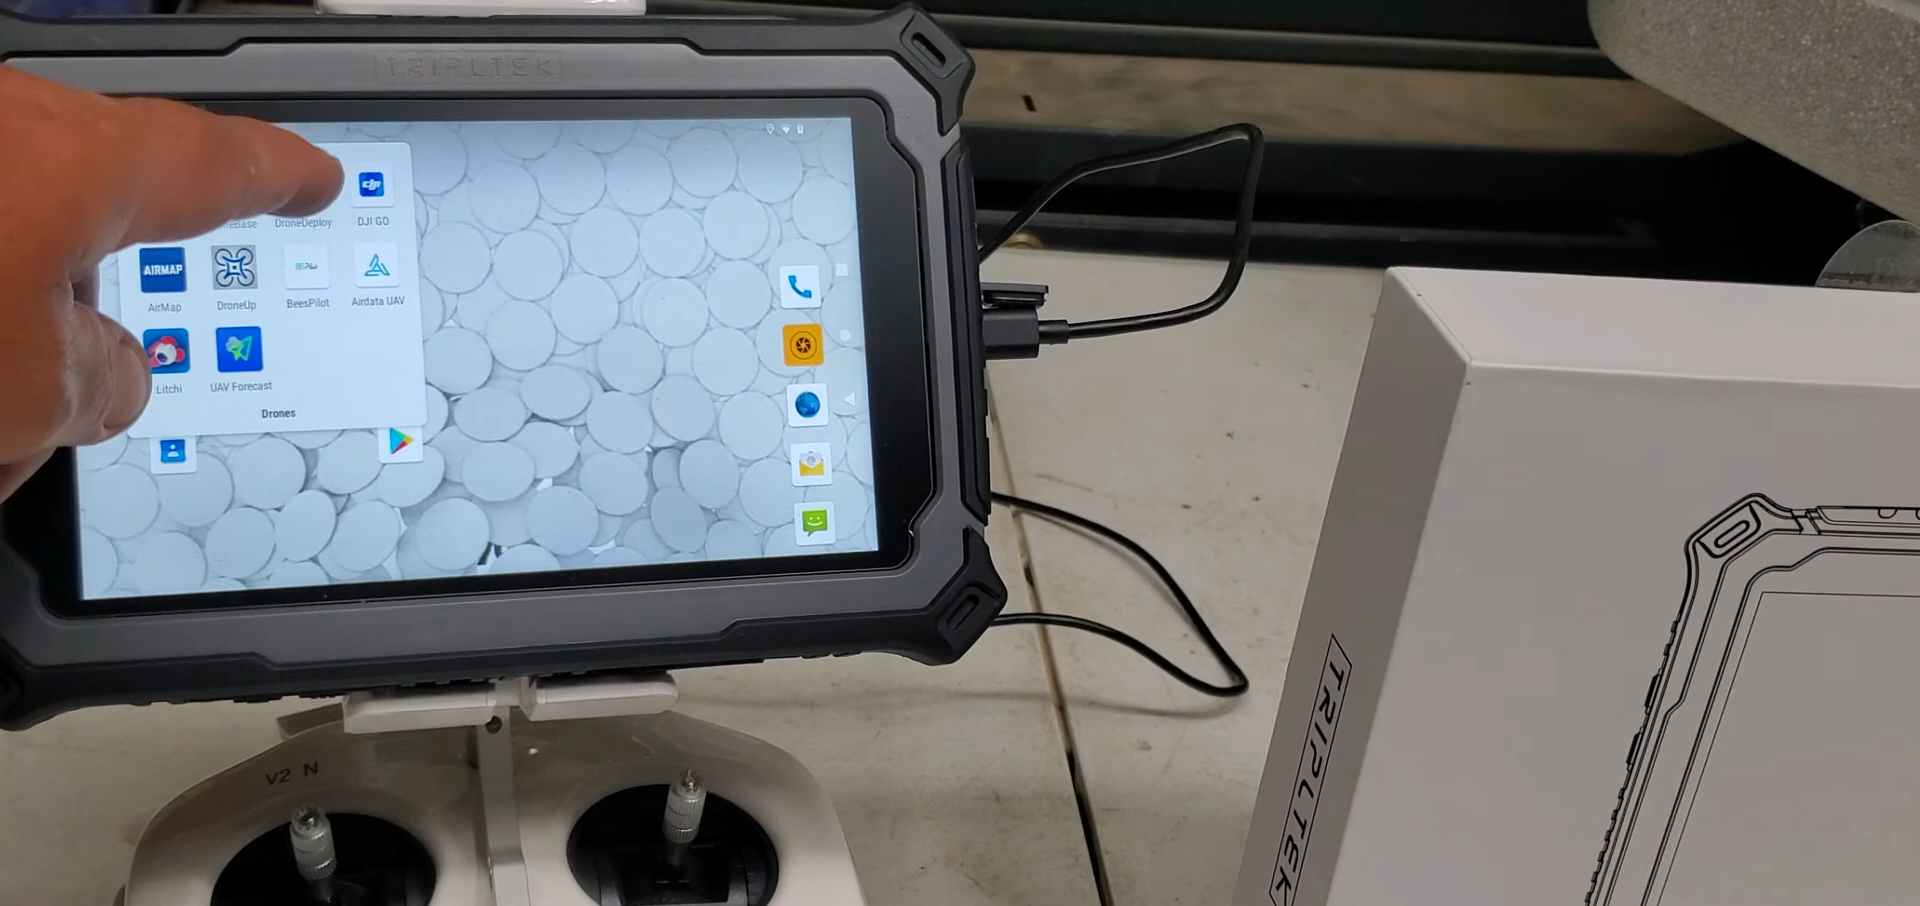 TRIPLTEK
DroneDeploy DJI GO
AIRMAP
AirMap DroneUp BeesPilot Airdata UAV
Litchi UAV Forecast
Drones
V2 N
TRIPLTEK